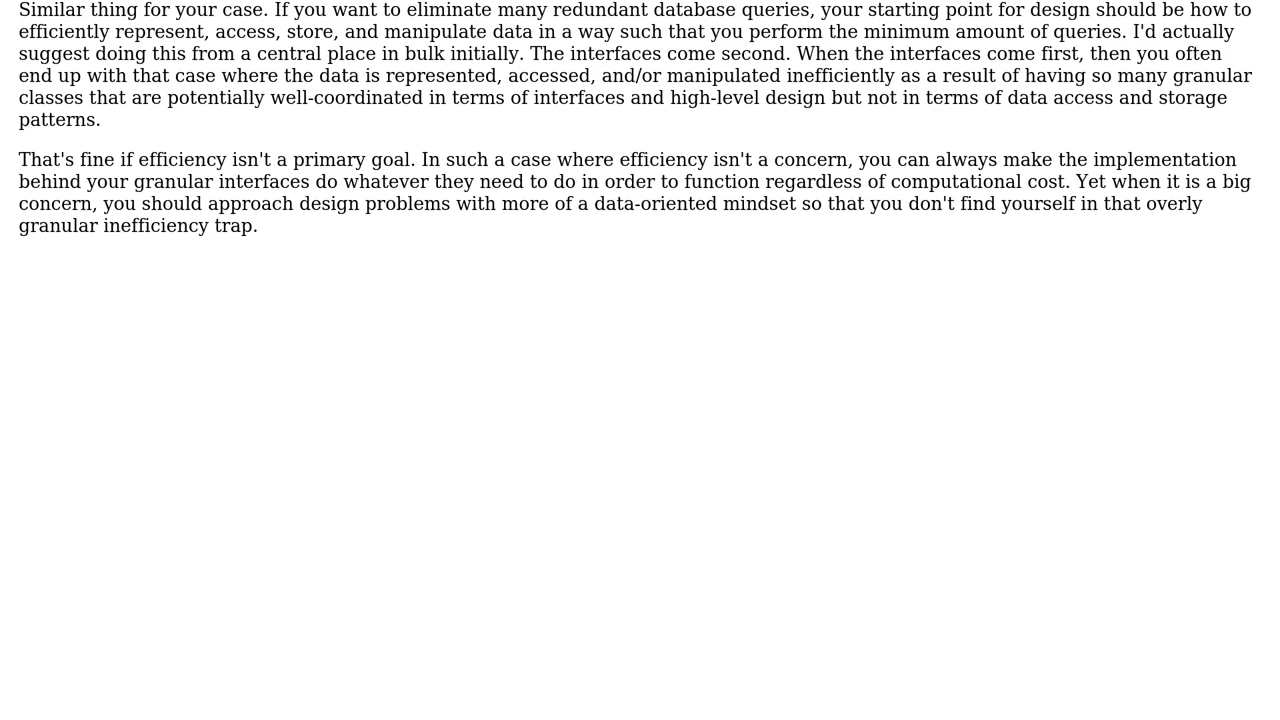 Similar thing for your case. If you want to eliminate many redundant database queries, your starting point for design should be how to
efficiently represent, access, store, and manipulate data in a way such that you perform the minimum amount of queries. I'd actually
suggest doing this from a central place in bulk initially. The interfaces come second. When the interfaces come first, then you often
end up with that case where the data is represented, accessed, and/or manipulated inefficiently as a result of having so many granular
classes that are potentially well-coordinated in terms of interfaces and high-level design but not in terms of data access and storage
patterns.
That's fine if efficiency isn't a primary goal. In such a case where efficiency isn't a concern, you can always make the implementation
behind your granular interfaces do whatever they need to do in order to function regardless of computational cost. Yet when it is a big
concern, you should approach design problems with more of a data-oriented mindset so that you don't find yourself in that overly
granular inefficiency trap.